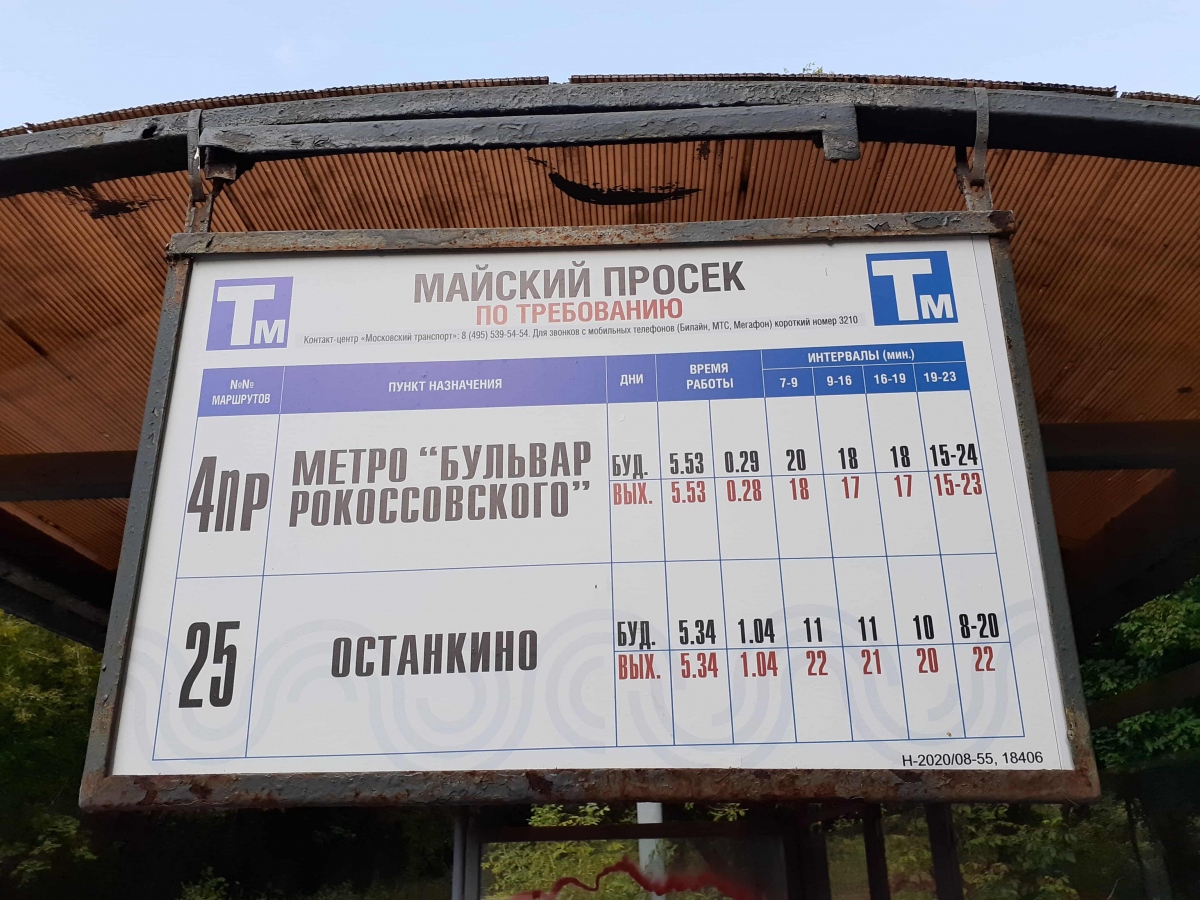 Тм
МАЙСКИЙ ПРОСЕК
Тм
ПО ТРЕБОВАНИЮ
Контакт-центр «Московский транспорт»: 8 (495) 539-54-54. Для звонков с мобильных телефонов (Билайн, МТС, Мегафон) короткий номер 3210
№№ МАРШРУТОВ
ПУНКТ НАЗНАЧЕНИЯ
ДНИ
ВРЕМЯ РАБОТЫ
ИНТЕРВАЛЫ (мин.)
7-9 9-16 16-19 19-23
4пр
МЕТРО “БУЛЬВАР
РОКОССОВСКОГО”
БУД. 5.53 0.29 20 18 18 15-24
ВЫХ. 5.53 0.28 18 17 17 15-23
25
ОСТАНКИНО
БУД. 5.34 1.04 11 11 10 8-20
ВЫХ. 5.34 1.04 22 21 20 22
Н-2020/08-55, 18406